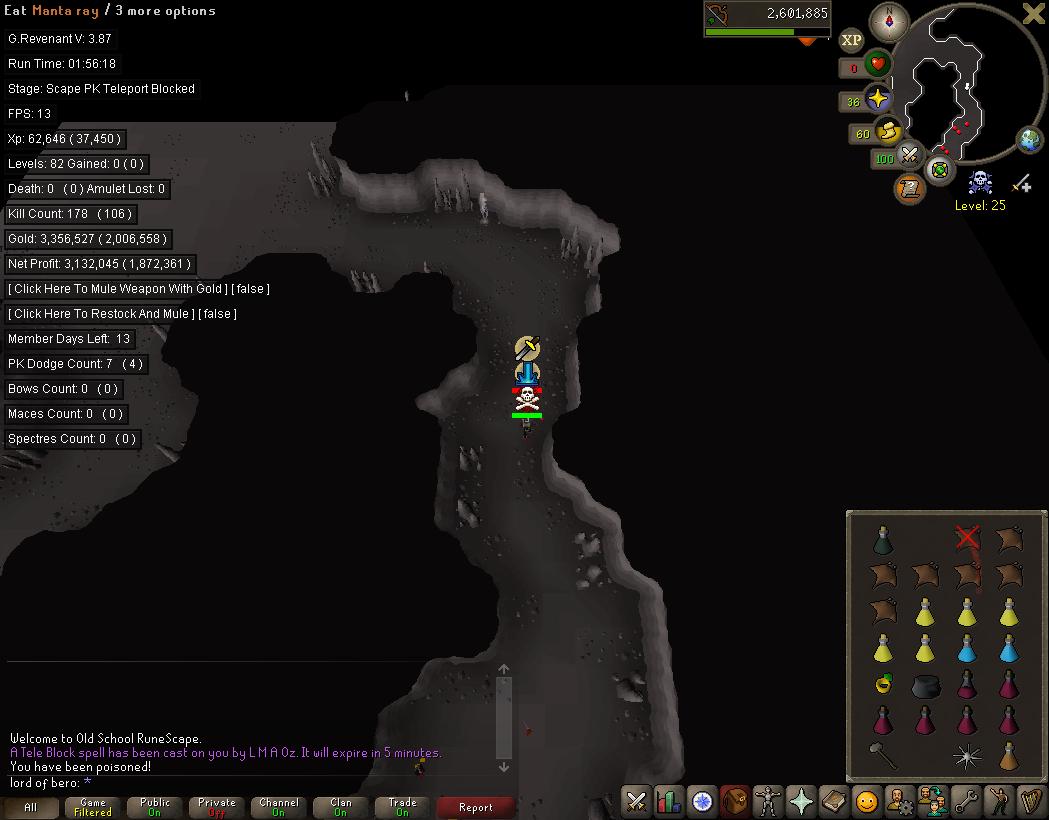 Eat Manta ray / 3 more options
2,601,885
G.Revenant V: 3.87
Run Time: 01:56:18
Stage: Scape PK Teleport Blocked
FPS: 13
Xp: 62,646 ( 37,450 )
Levels: 82 Gained: 0 ( 0 )
Death: 0 ( 0 ) Amulet Lost: 0
Kill Count: 178 ( 106 )
Gold: 3,356,527 ( 2,006,558 )
Net Profit: 3,132,045 ( 1,872,361 )
[ Click Here To Mule Weapon With Gold ] [ false ]
[ Click Here To Restock And Mule ] [ false ]
Member Days Left: 13
PK Dodge Count: 7 ( 4 )
Bows Count: 0 ( 0 )
Maces Count: 0 ( 0 )
Spectres Count: 0 ( 0 )
XP
N
0
36
60
100
Level: 25
Welcome to Old School RuneScape.
A Tele Block spell has been cast on you by L M A Oz. It will expire in 5 minutes.
You have been poisoned!
lord of bero: *
All
Game
Filtered
Public
On
Private
Off
Channel
On
Clan
On
Trade
On
Report